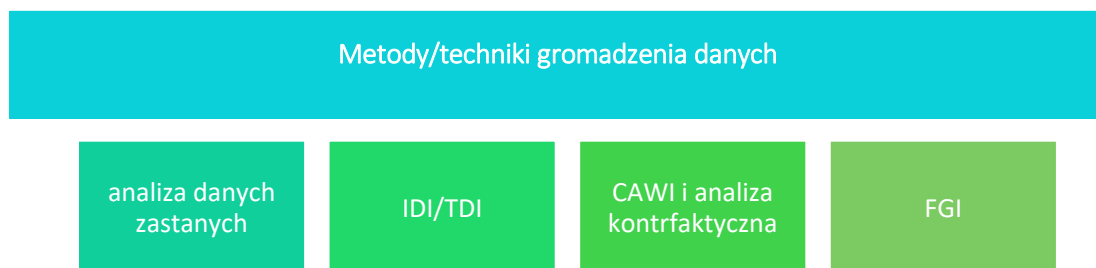 Metody/techniki gromadzenia danych
analiza danych
zastanych
IDI/TDI
CAWI i analiza
kontrfaktyczna
FGI